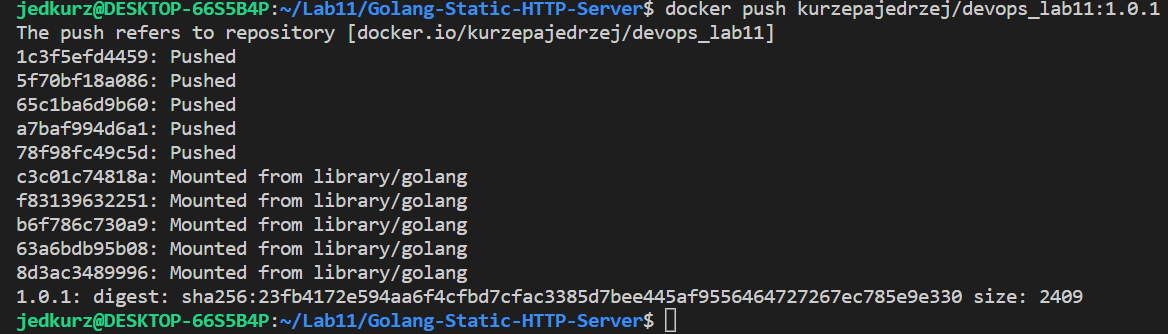 jedkurz@DESKTOP-66S5B4P:~/Lab11/Golang-Static-HTTP-Server$ docker push kurzepajedrzej/devops_lab11:1.0.1
The push refers to repository [docker.io/kurzepajedrzej/devops_lab11]
1c3f5efd4459: Pushed
5f70bf18a086: Pushed
65c1ba6d9b60: Pushed
a7baf994d6a1: Pushed
78f98fc49c5d: Pushed
c3c01c74818a: Mounted from library/golang
f83139632251: Mounted from library/golang
b6f786c730a9: Mounted from library/golang
63a6bdb95b08: Mounted from library/golang
8d3ac3489996: Mounted from library/golang
1.0.1: digest: sha256:23fb4172e594aa6f4cfbd7cfac3385d7bee445af9556464727267ec785e9e330 size: 2409
jedkurz@DESKTOP-66S5B4P:~/Lab11/Golang-Static-HTTP-Server$